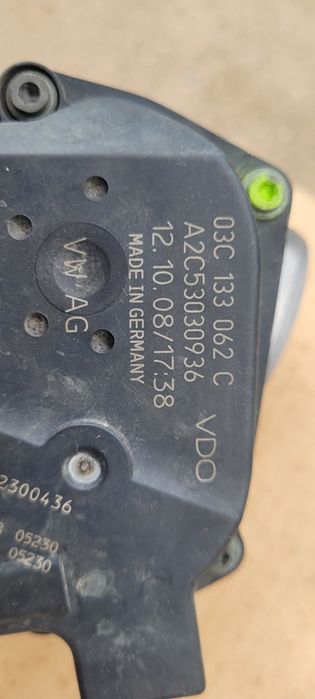 03C 133 062 C
A2C53030936
12.10.08/17:38
MADE IN GERMANY
VDO
VW AG
2300436
05230
05230